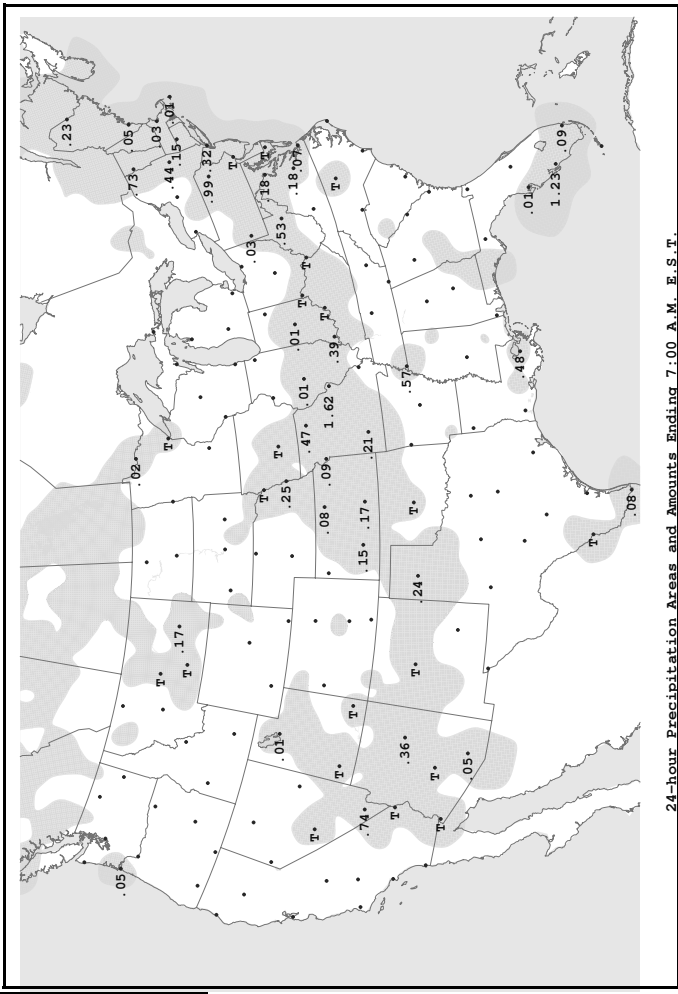 .23
.05
.05
.02
.73
.03
T
T
.44
.01
.15
.17
T
.99
.32
T
.03
T
.18
T
.01
T
.53
.25
.18
.07
.01
T
.47
.01
T
T
.08
.09
1.62
T
.39
T
T
T
.74
.15
.17
.21
T
.36
.57
T
.24
T
T
T
.05
.48
.01
1.23
.09
T
.08
24-hour Precipitation Areas and Amounts Ending 7:00 A.M. E.S.T.